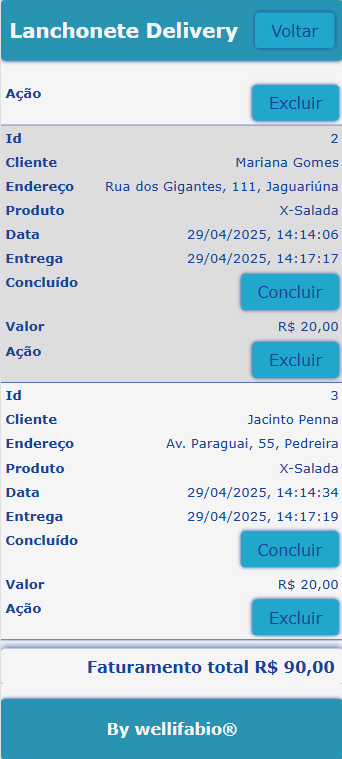 Lanchonete Delivery Voltar
Ação Excluir
Id 2
Cliente Mariana Gomes
Endereço Rua dos Gigantes, 111, Jaguariúna
Produto X-Salada
Data 29/04/2025, 14:14:06
Entrega 29/04/2025, 14:17:17
Concluído Concluir
Valor R$ 20,00
Ação Excluir
Id 3
Cliente Jacinto Penna
Endereço Av. Paraguai, 55, Pedreira
Produto X-Salada
Data 29/04/2025, 14:14:34
Entrega 29/04/2025, 14:17:19
Concluído Concluir
Valor R$ 20,00
Ação Excluir
Faturamento total R$ 90,00
By wellifabio®